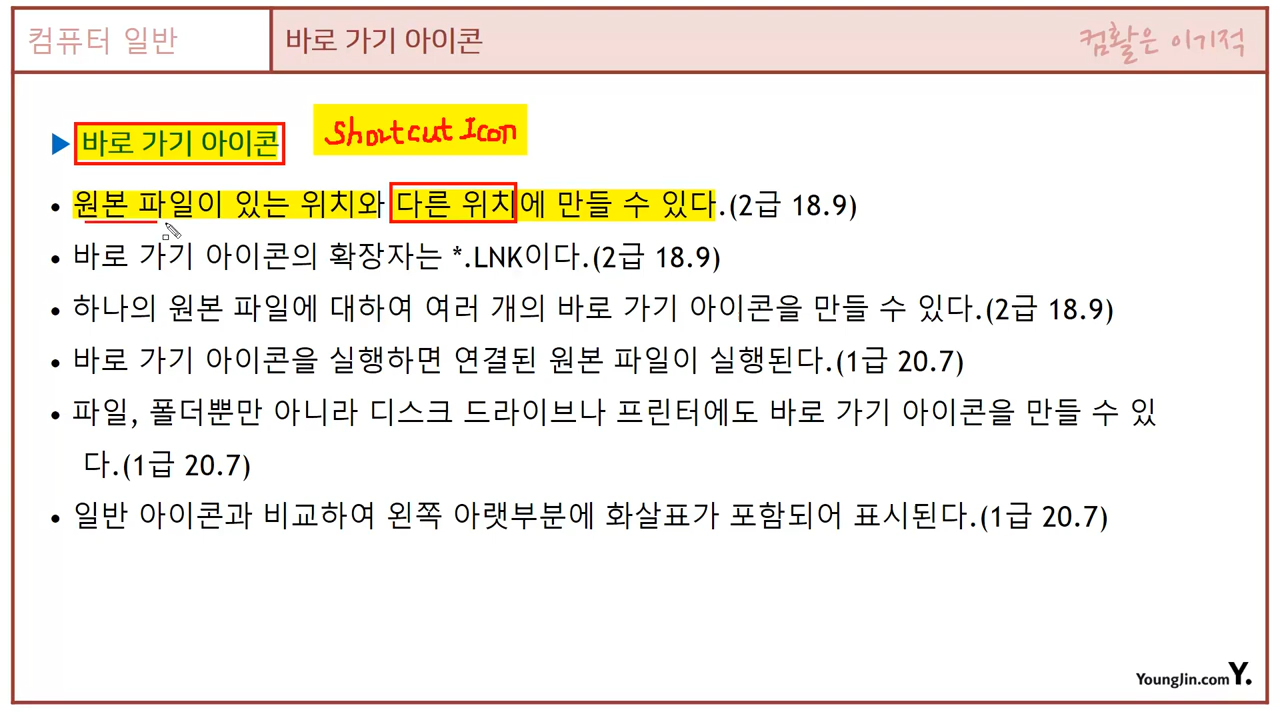 컴퓨터 일반
바로 가기 아이콘
컴활은 이기적
▶ 바로 가기 아이콘
Shortcut Icon
• 원본 파일이 있는 위치와 다른 위치에 만들 수 있다.(2급 18.9)
• 바로 가기 아이콘의 확장자는 *.LNK이다.(2급 18.9)
• 하나의 원본 파일에 대하여 여러 개의 바로 가기 아이콘을 만들 수 있다.(2급 18.9)
• 바로 가기 아이콘을 실행하면 연결된 원본 파일이 실행된다.(1급 20.7)
• 파일, 폴더뿐만 아니라 디스크 드라이브나 프린터에도 바로 가기 아이콘을 만들 수 있
다.(1급 20.7)
• 일반 아이콘과 비교하여 왼쪽 아랫부분에 화살표가 포함되어 표시된다.(1급 20.7)
YoungJin.com Y.